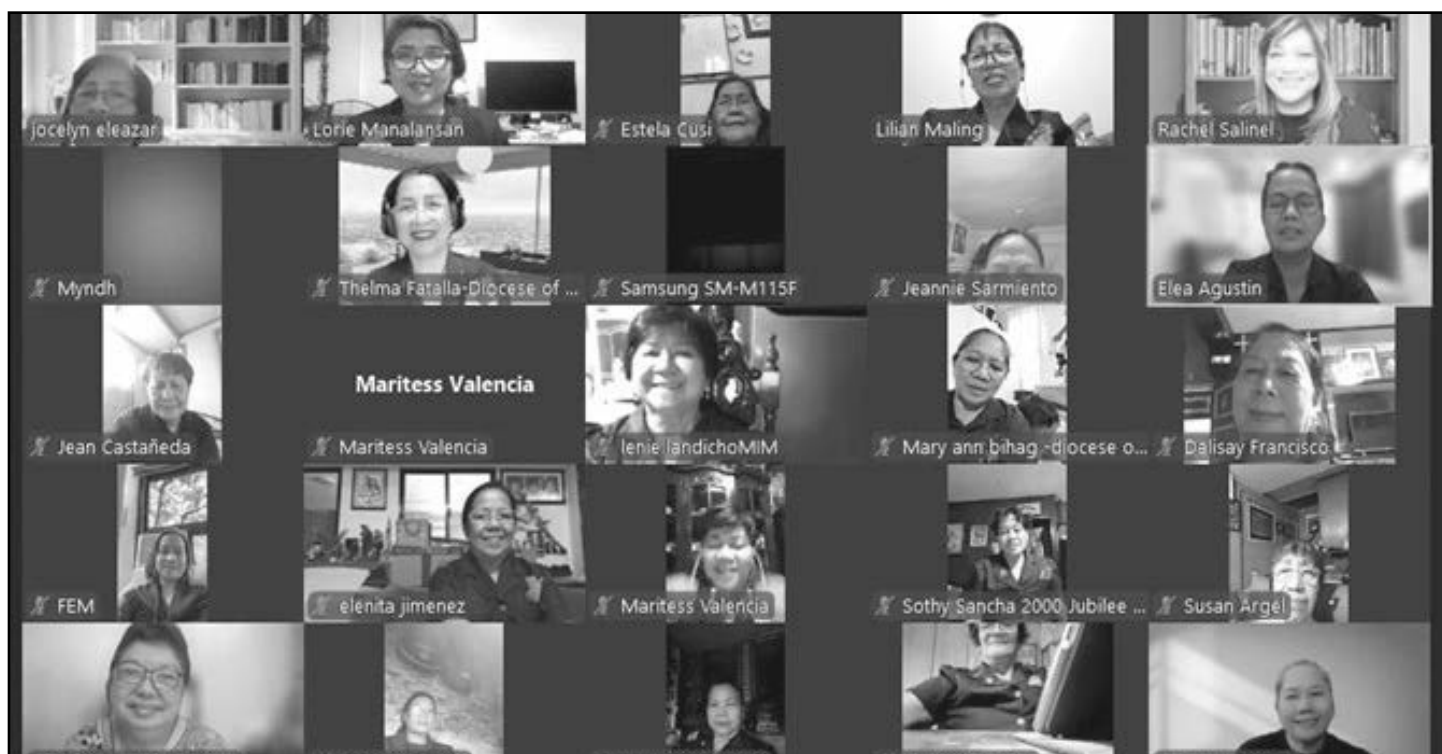 jocelyn eleazar
Lorie Manalansan
Estela Cusi
Lilian Maling
Rachel Salinel
Myndh
Thelma Fatalla-Diocese of ...
Samsung SM-M115F
Jeannie Sarmiento
Elea Agustin
Jean Castañeda
Maritess Valencia
Maritess Valencia
lenie landichoMIM
Mary ann bihag -diocese o...
Dalisay Francisco
FEM
elenita jimenez
Maritess Valencia
Sothy Sancha 2000 Jubilee ...
Susan Argel